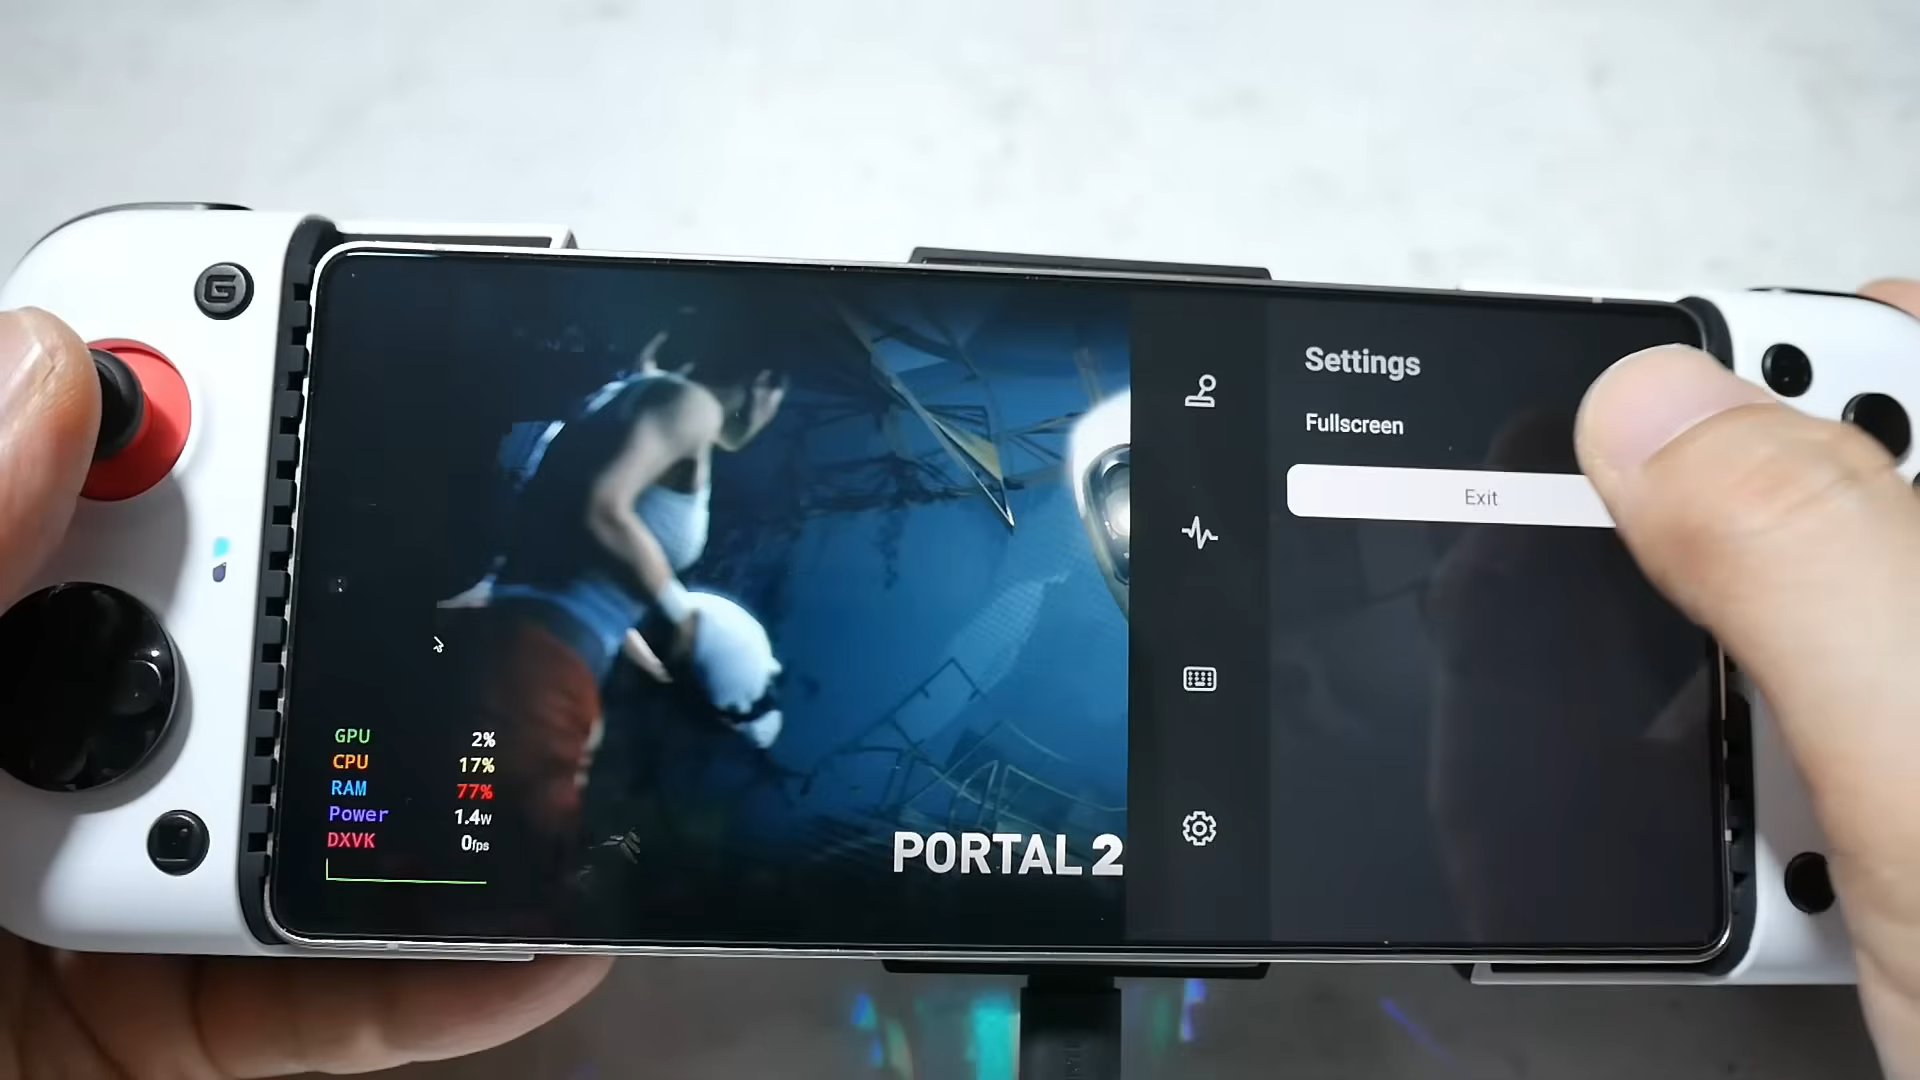 G
Settings
Fullscreen
Exit
GPU 2%
CPU 17%
RAM 77%
Power 1.4w
DXVK 0fps
PORTAL 2